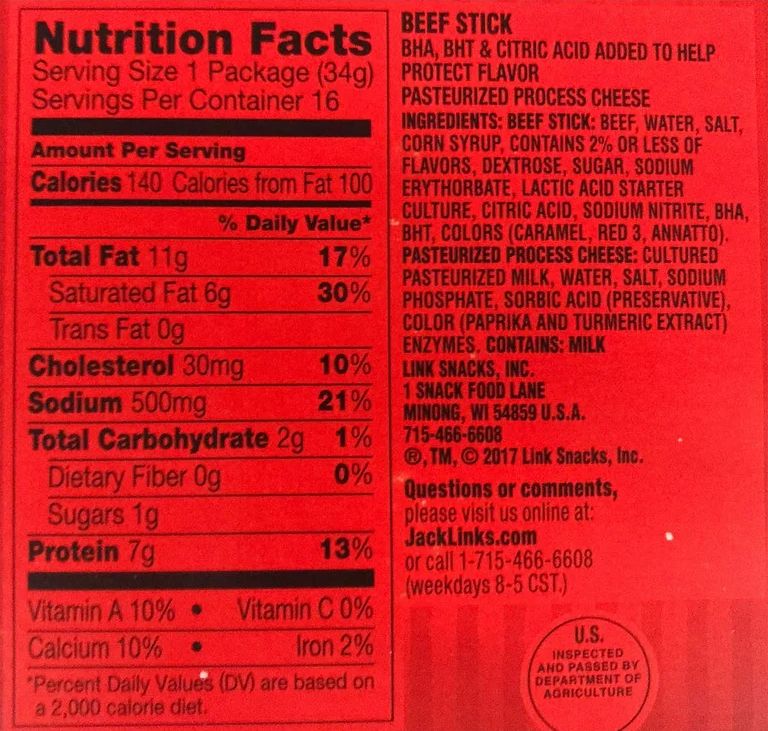 Nutrition Facts
Serving Size 1 Package (34g)
Servings Per Container 16
Amount Per Serving
Calories 140 Calories from Fat 100
% Daily Value*
Total Fat 11g 17%
Saturated Fat 6g 30%
Trans Fat 0g
Cholesterol 30mg 10%
Sodium 500mg 21%
Total Carbohydrate 2g 1%
Dietary Fiber 0g 0%
Sugars 1g
Protein 7g 13%
Vitamin A 10% • Vitamin C 0%
Calcium 10% • Iron 2%
*Percent Daily Values (DV) are based on
a 2,000 calorie diet.
BEEF STICK
BHA, BHT & CITRIC ACID ADDED TO HELP
PROTECT FLAVOR
PASTEURIZED PROCESS CHEESE
INGREDIENTS: BEEF STICK: BEEF, WATER, SALT,
CORN SYRUP, CONTAINS 2% OR LESS OF
FLAVORS, DEXTROSE, SUGAR, SODIUM
ERYTHORBATE, LACTIC ACID STARTER
CULTURE, CITRIC ACID, SODIUM NITRITE, BHA,
BHT, COLORS (CARAMEL, RED 3, ANNATTO).
PASTEURIZED PROCESS CHEESE: CULTURED
PASTEURIZED MILK, WATER, SALT, SODIUM
PHOSPHATE, SORBIC ACID (PRESERVATIVE),
COLOR (PAPRIKA AND TURMERIC EXTRACT)
ENZYMES. CONTAINS: MILK
LINK SNACKS, INC.
1 SNACK FOOD LANE
MINONG, WI 54859 U.S.A.
715-466-6608
®, TM, © 2017 Link Snacks, Inc.
Questions or comments,
please visit us online at:
JackLinks.com
or call 1-715-466-6608
(weekdays 8-5 CST.)
U.S.
INSPECTED
AND PASSED BY
DEPARTMENT OF
AGRICULTURE